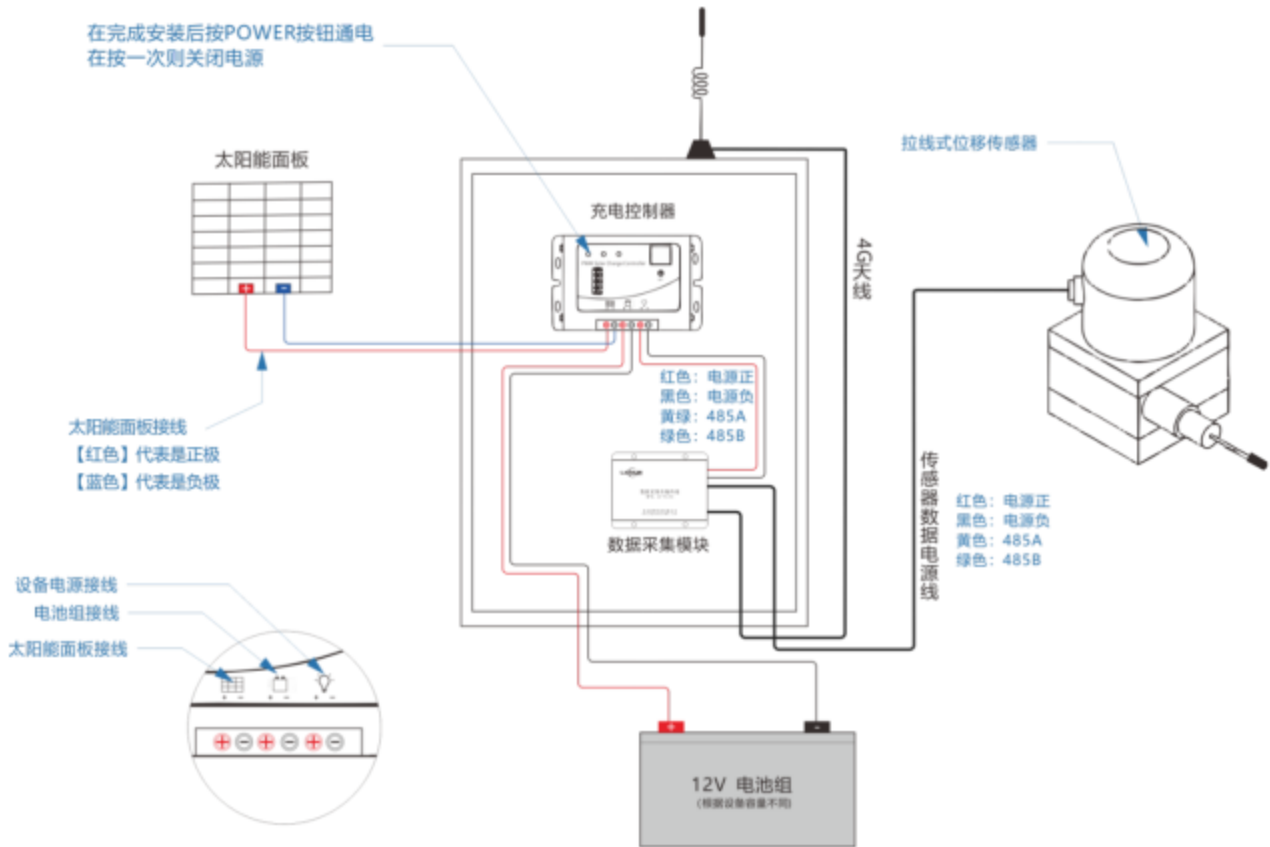 在完成安装后按POWER按钮通电
在按一次则关闭电源
太阳能面板
拉线式位移传感器
充电控制器
4G天线
红色：电源正
黑色：电源负
黄绿：485A
绿色：485B
太阳能面板接线
【红色】代表是正极
【蓝色】代表是负极
数据采集模块
传感器数据电源线
红色：电源正
黑色：电源负
黄色：485A
绿色：485B
设备电源接线
电池组接线
太阳能面板接线
12V 电池组
(根据设备容量不同)